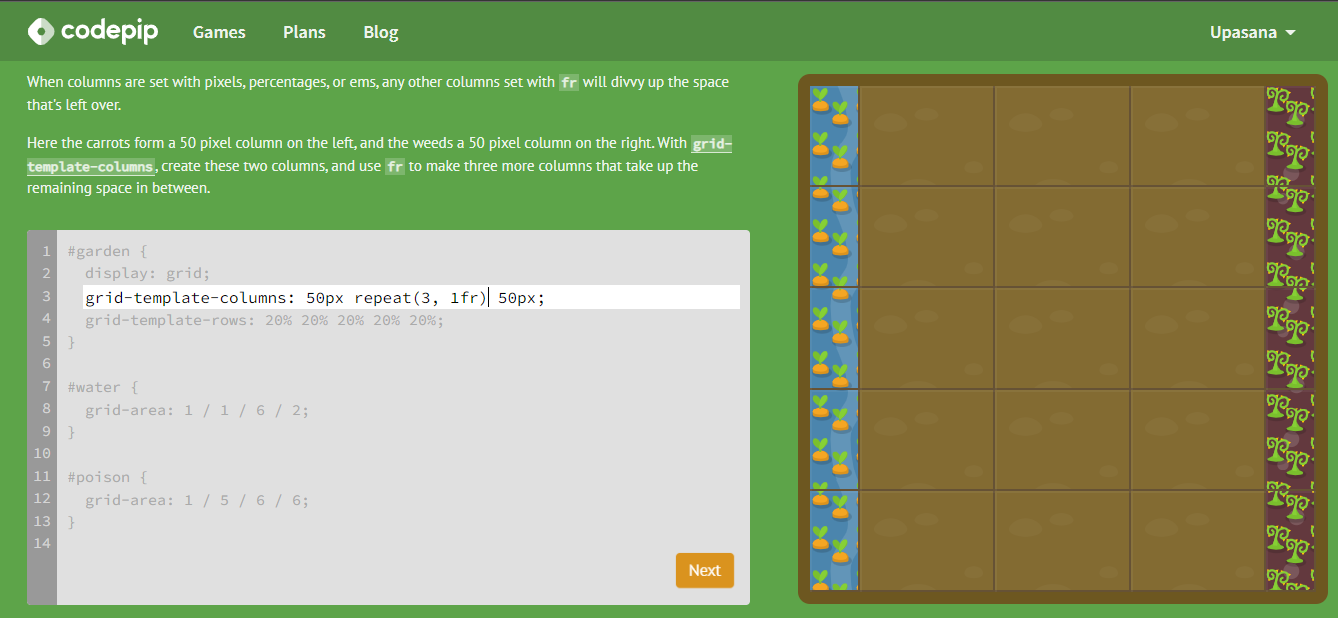 codepip Games Plans Blog Upasana
When columns are set with pixels, percentages, or ems, any other columns set with fr will divvy up the space
that's left over.
Here the carrots form a 50 pixel column on the left, and the weeds a 50 pixel column on the right. With grid-
template-columns, create these two columns, and use fr to make three more columns that take up the
remaining space in between.
1 #garden {
2 display: grid;
3 grid-template-columns: 50px repeat(3, 1fr) 50px;
4 grid-template-rows: 20% 20% 20% 20% 20%;
5 }
6
7 #water {
8 grid-area: 1 / 1 / 6 / 2;
9 }
10
11 #poison {
12 grid-area: 1 / 5 / 6 / 6;
13 }
14
Next